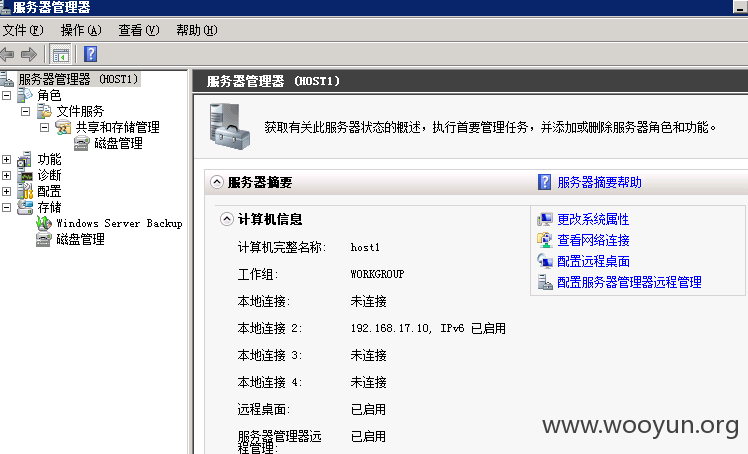 服务器管理器
文件(F) 操作(A) 查看(V) 帮助(H)
服务器管理器 (HOST1)
角色
文件服务
共享和存储管理
磁盘管理
功能
诊断
配置
存储
Windows Server Backup
磁盘管理
服务器管理器 (HOST1)
获取有关此服务器状态的概述，执行首要管理任务，并添加或删除服务器角色和功能。
服务器摘要
服务器摘要帮助
计算机信息
计算机完整名称: host1
工作组: WORKGROUP
本地连接: 未连接
本地连接 2: 192.168.17.10, IPv6 已启用
本地连接 3: 未连接
本地连接 4: 未连接
远程桌面: 已启用
服务器管理器远 已启用
程管理:
更改系统属性
查看网络连接
配置远程桌面
配置服务器管理器远程管理
www.wooyun.org